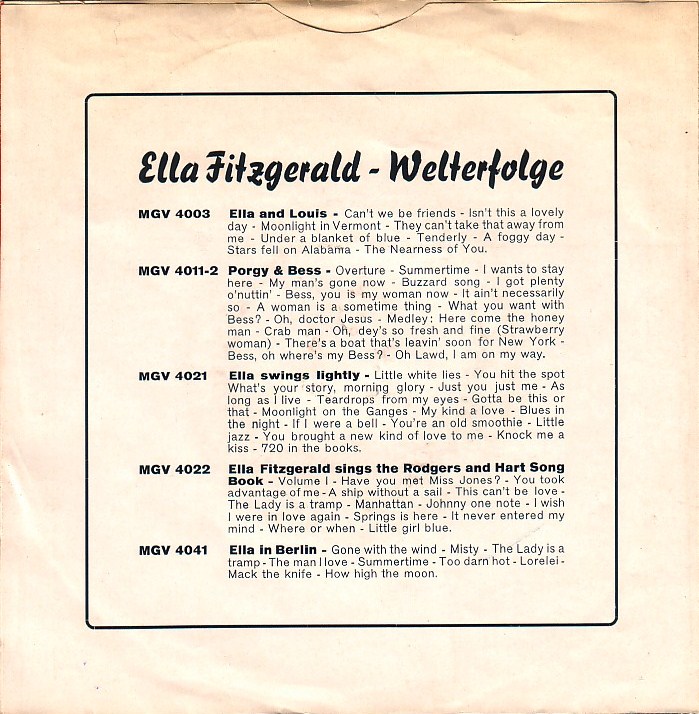 Ella Fitzgerald - Welterfolge
MGV 4003 Ella and Louis - Can't we be friends - Isn't this a lovely
day - Moonlight in Vermont - They can't take that away from
me - Under a blanket of blue - Tenderly - A foggy day -
Stars fell on Alabama - The Nearness of You.
MGV 4011-2 Porgy & Bess - Overture - Summertime - I wants to stay
here - My man's gone now - Buzzard song - I got plenty
o'nuttin' - Bess, you is my woman now - It ain't necessarily
so - A woman is a sometime thing - What you want with
Bess? - Oh, doctor Jesus - Medley: Here come the honey
man - Crab man - Oh, dey's so fresh and fine (Strawberry
woman) - There's a boat that's leavin' soon for New York -
Bess, oh where's my Bess? - Oh Lawd, I am on my way.
MGV 4021 Ella swings lightly - Little white lies - You hit the spot
What's your story, morning glory - Just you just me - As
long as I live - Teardrops from my eyes - Gotta be this or
that - Moonlight on the Ganges - My kind a love - Blues in
the night - If I were a bell - You're an old smoothie - Little
jazz - You brought a new kind of love to me - Knock me a
kiss - 720 in the books.
MGV 4022 Ella Fitzgerald sings the Rodgers and Hart Song
Book - Volume I - Have you met Miss Jones? - You took
advantage of me - A ship without a sail - This can't be love -
The Lady is a tramp - Manhattan - Johnny one note - I wish
I were in love again - Springs is here - It never entered my
mind - Where or when - Little girl blue.
MGV 4041 Ella in Berlin - Gone with the wind - Misty - The Lady is a
tramp - The man I love - Summertime - Too darn hot - Lorelei -
Mack the knife - How high the moon.